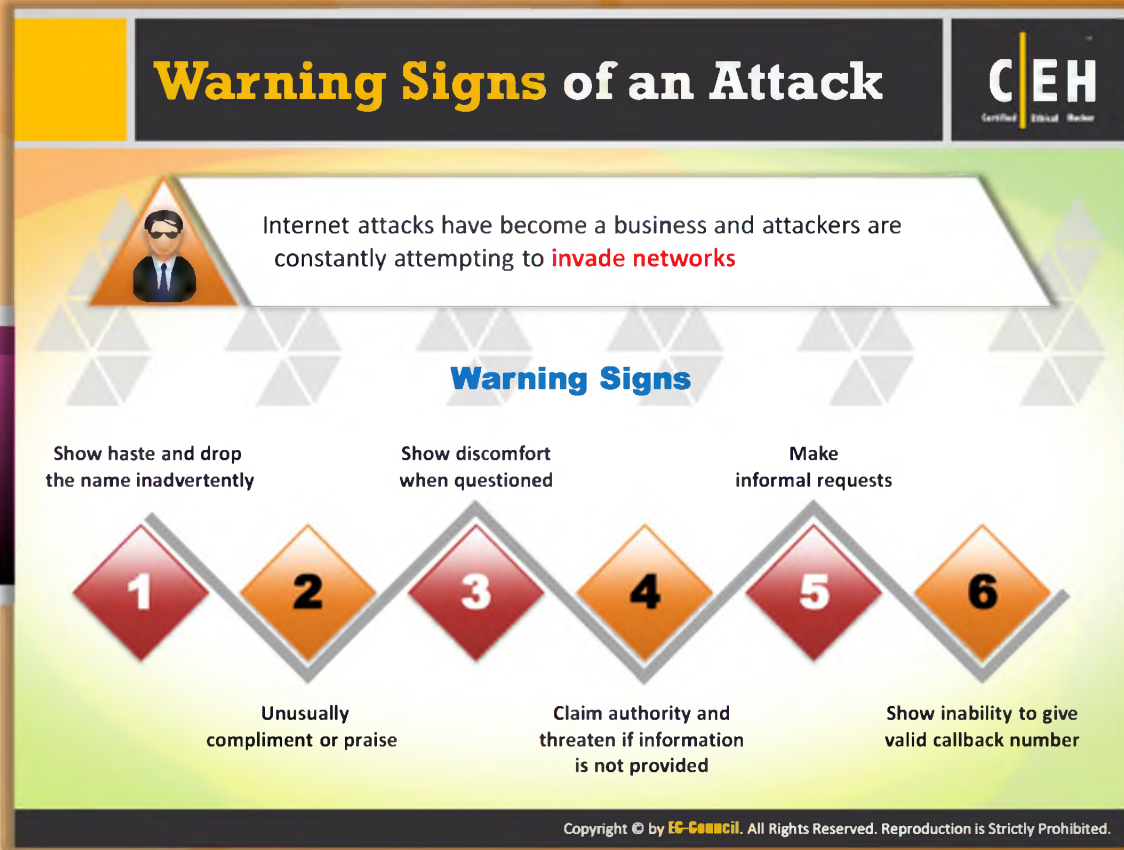 Warning Signs of an Attack
C EH
Certified Ethical Hacker
Internet attacks have become a business and attackers are
constantly attempting to invade networks
Warning Signs
Show haste and drop
the name inadvertently
Show discomfort
when questioned
Make
informal requests
1 2 3 4 5 6
Unusually
compliment or praise
Claim authority and
threaten if information
is not provided
Show inability to give
valid callback number
Copyright © by EC-Council. All Rights Reserved. Reproduction is Strictly Prohibited.